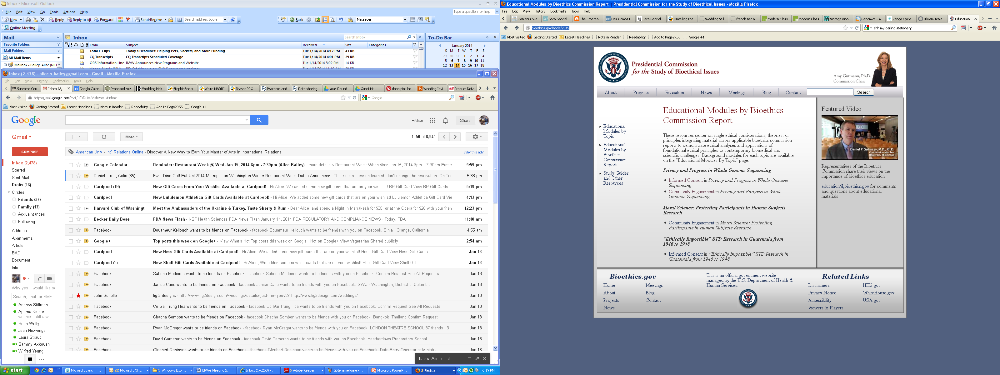 Inbox - Microsoft Outlook
File Edit View Go Tools Actions Help
Type a question for help
New Reply Reply to All Forward Send/Receive Search address books Back Messages
Online Meeting
Mail
Favorite Folders
Mail Folders
All Mail Items
Mailbox - Bailey, Alice (NIH
Inbox
Search Inbox
From Subject Received Size Categories
Total E-Clips Today's Headlines: Helping Pets, Slackers, and More Funding Tue 1/14/2014 4:12 PM 43 KB
CQ Transcripts CQ Transcripts Scheduled Coverage Tue 1/14/2014 4:01 PM 29 KB
ORS Information Line R&W Announces New Programs and Website Tue 1/14/2014 3:02 PM 14 KB
To-Do Bar
January 2014
S M T W T F S
29 30 31 1 2 3 4
5 6 7 8 9 10 11
12 13 14 15 16 17 18
Inbox (2,478) - alice.s.bailey@gmail.com - Gmail - Mozilla Firefox
File Edit View History Bookmarks Tools Help
Supreme Cou... Inbox (2,... Google Calen... Proposed rev... Wedding Mak... StephieBee «... We're MARRI... Teaser PRO ... Practices and... Data sharing ... Year-Round -... Guestlist deep pink bo... Wedding Invi... Product Deta...
https://mail.google.com/mail/u/0/?ui=2&shva=1#inbox
Google
Most Visited Getting Started Latest Headlines Note in Reader Readability Add to Page2RSS Google +1
Google
+Alice Share
Gmail
More
1–50 of 8,941
COMPOSE
Inbox (2,478)
Starred
Sent Mail
Drafts (16)
Circles
Friends (37)
Family (13)
Acquaintances
Following
Address
Apartments
Article
BAC
Document
Info
Why yes, I would like s
Search, chat, or SMS
Andrew Stillman
Aparna Kishor
weenie. still a we...
Brian Wolly
Jean Niswonger
Laura Straub
Sammy Akkoush
Wilfred Yeung
American Univ. - Int'l Relations Online - Discover A New Way to Earn Your Master of Arts in International Relations. Why this ad?
Google Calendar Reminder: Restaurant Week @ Wed Jan 15, 2014 6pm - 7:30pm (Alice Bailey) - more details » Restaurant Week When Wed Jan 15, 2014 6pm – 7:30pm Easte 5:59 pm
Daniel .. me, Colin (35) Fwd: Dine Out! Eat Up! 2014 Metropolitan Washington Winter Restaurant Week Dates Announced - That sucks. Lesson learned: don't change the reservation. On Tue 5:38 pm
Cardpool (19) New Gift Cards From Your Wishlist Available at Cardpool! - Hi Alice, We added some new gift cards that are on your wishlist! BP Gift Card View BP Gift Cards 5:19 pm
Cardpool New Lululemon Athletica Gift Cards Available at Cardpool! - Hi Alice, We added some new gift cards that are on your wishlist! Lululemon Athletica Gift Card Vie 4:13 pm
Harvard Club of Washingt. Meet the Ambassadors of the Ukraine & Turkey, Taste Sherry & Rum - Dear Alice, and spend a Night in Marrakesh for $35. or at the Opera for $20 with your frien 12:23 pm
Becker Daily Dose FDA News Flash - NSF Health Sciences FDA News Flash January 14, 2014 FDA REGULATORY AND COMPLIANCE NEWS · Today, FDA 11:40 am
Facebook Bouameur Kellouch wants to be friends on Facebook - facebook Bouameur Kellouch wants to be friends with you on Facebook. Sinia · Orange, California 4:55 am
Google+ Top posts this week on Google+ - View What's Hot Top posts this week on Google+ Hot on Google+ View Vegetarian Shared publicly 2:54 am
Cardpool New Hess Gift Cards Available at Cardpool! - Hi Alice, We added some new gift cards that are on your wishlist! Hess Gift Card View Hess Gift Cards Jan 13
Cardpool (2) New Shell Gift Cards Available at Cardpool! - Hi Alice, We added some new gift cards that are on your wishlist! Shell Gift Card View Shell Gift Jan 13
Facebook Sabrina Medeiros wants to be friends on Facebook - facebook Sabrina Medeiros wants to be friends with you on Facebook. Confirm Request See All Requests Jan 13
Facebook Janice Cane wants to be friends on Facebook - facebook Janice Cane wants to be friends with you on Facebook. GWU · Washington, District of Columbia Jan 13
John Scholle fig 2 designs - http://www.fig2design.com/weddings/details/-just-me--you-/27 http://www.fig2design.com/weddings/ Jan 13
Facebook Cô Gái Trung Hoa wants to be friends on Facebook - facebook Cô Gái Trung Hoa wants to be friends with you on Facebook. Confirm Request See All Requests Jan 13
Facebook Chacha Sombon wants to be friends on Facebook - facebook Chacha Sombon wants to be friends with you on Facebook. Bangkok, Thailand Confirm Request Jan 13
Facebook Ryan McGregor wants to be friends on Facebook - facebook Ryan McGregor wants to be friends with you on Facebook. LONDON THEATRE SCHOOL 37 friends · 3 Jan 13
Facebook David Cameron wants to be friends on Facebook - facebook David Cameron wants to be friends with you on Facebook. Heatherdown Preparatory School · Jan 13
Facebook Glenbert Robinson wants to be friends on Facebook - facebook Glenbert Robinson wants to be friends with you on Facebook. Data Entry Operator at Ministry Jan 13
Tasks: Alice's list
start Microsoft Lync ... 22 Microsoft Of... 3 Windows Expl... EPWG Meeting S... Inbox (14,258) - ... 5 Adobe Reader GSIenamelware -... Microsoft PowerP... 3 Firefox 6:19 PM
Educational Modules by Bioethics Commission Report | Presidential Commission for the Study of Bioethical Issues - Mozilla Firefox
File Edit View History Bookmarks Tools Help
Plan Your We... Sara Gabriel ... The Ethereal ... Hair Combs H... Sara Gabriel ... Unveiling the... Wedding Veil ... french net a... Modern Class... Modern Class... Vintage woo... Genomics - A... Zengo Cycle Bikram Tenle... Education...
bioethics.gov/node/2849
shh my darling stationery
Most Visited Getting Started Latest Headlines Note in Reader Readability Add to Page2RSS Google +1
Presidential Commission
for the Study of Bioethical Issues
Amy Gutmann, Ph.D.
Commission Chair
About Projects Education News Meetings Blog Contact Search
Educational Modules by Topic
Educational Modules by Bioethics Commission Report
Study Guides and Other Resources
Educational Modules by Bioethics
Commission Report
These resources center on single ethical considerations, theories, or
principles integrating material across applicable bioethics commission
reports to demonstrate ethical analyses and applications of
foundational ethical principles to contemporary biomedical and
scientific challenges. Background modules for each topic are available
on the “Educational Modules By Topic” page.
Privacy and Progress in Whole Genome Sequencing
Informed Consent in Privacy and Progress in Whole Genome
Sequencing
Community Engagement in Privacy and Progress in Whole
Genome Sequencing
Moral Science: Protecting Participants in Human Subjects
Research
Community Engagement in Moral Science: Protecting
Participants in Human Subjects Research
“Ethically Impossible” STD Research in Guatemala from
1946 to 1948
Informed Consent in “Ethically Impossible” STD Research in
Guatemala from 1946 to 1948
Featured Video
Daniel P. Sulmasy, M.D., Ph.D.
Commission Member
University of Chicago
Representatives of the Bioethics
Commission share their views on the
importance of bioethics education.
education@bioethics.gov for comments
and questions about educational
materials
Bioethics.gov
Home Meetings
About Blog
Projects Contact
News
This is an official government website
managed by the U.S. Department of Health &
Human Services.
Related Links
Disclaimers HHS.gov
Privacy Notice WhiteHouse.gov
Accessibility USA.gov
Viewers & Players